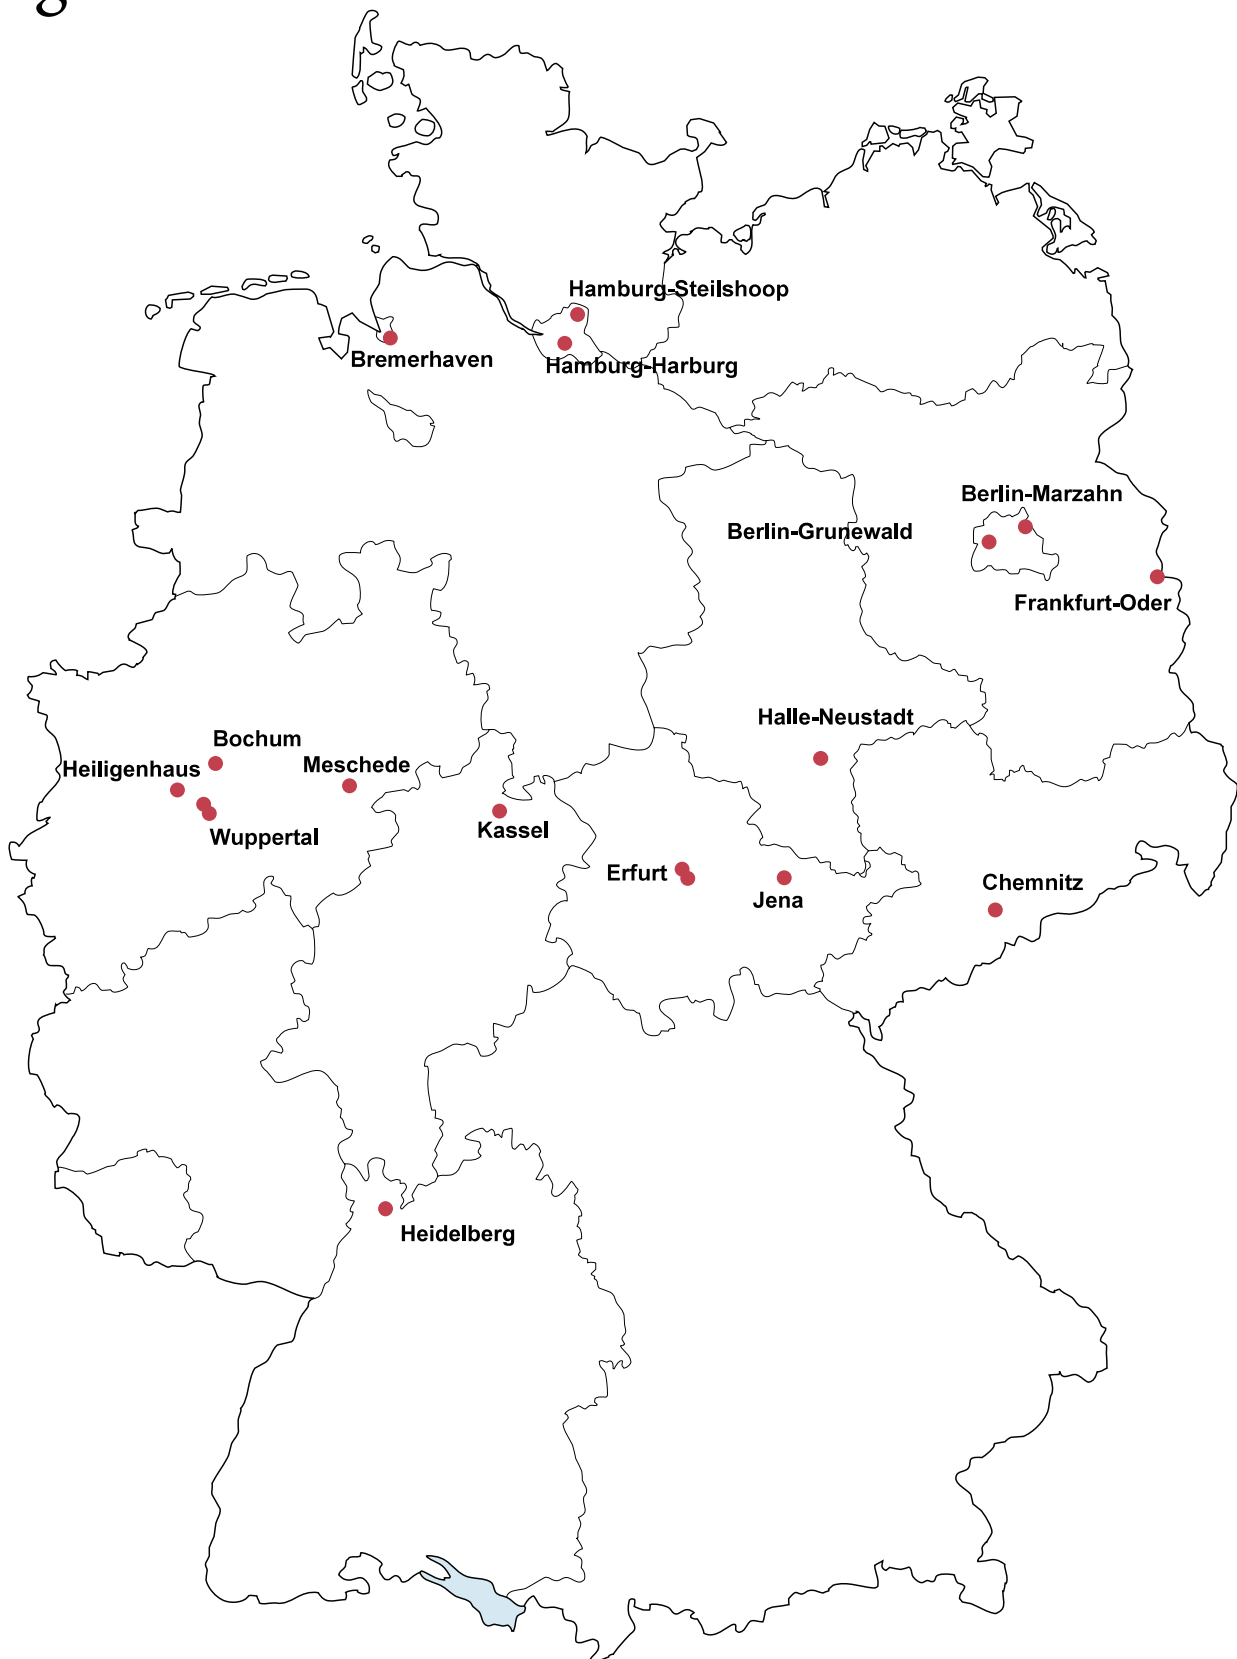 g
Hamburg-Steilshoop
Bremerhaven
Hamburg-Harburg
Berlin-Marzahn
Berlin-Grunewald
Frankfurt-Oder
Halle-Neustadt
Bochum
Meschede
Heiligenhaus
Kassel
Wuppertal
Erfurt
Jena
Chemnitz
Heidelberg